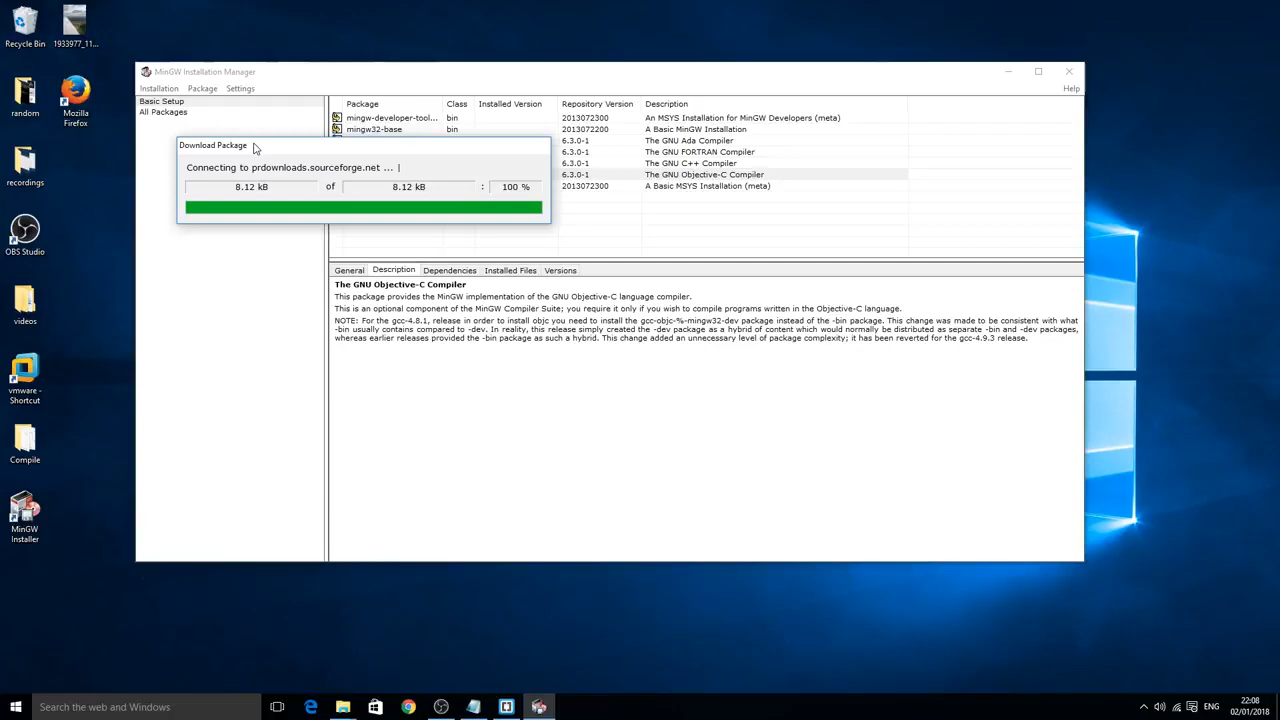 Recycle Bin
1933977_11...
random
Mozilla
Firefox
recordings
OBS Studio
videos
vmware -
Shortcut
Compile
MinGW
Installer
MinGW Installation Manager
Installation Package Settings
Help
Basic Setup
All Packages
Package Class Installed Version Repository Version Description
mingw-developer-tool... bin 2013072300 An MSYS Installation for MinGW Developers (meta)
mingw32-base bin 2013072200 A Basic MinGW Installation
6.3.0-1 The GNU Ada Compiler
6.3.0-1 The GNU FORTRAN Compiler
6.3.0-1 The GNU C++ Compiler
6.3.0-1 The GNU Objective-C Compiler
2013072300 A Basic MSYS Installation (meta)
Download Package
Connecting to prdownloads.sourceforge.net ... |
8.12 kB of 8.12 kB : 100 %
General Description Dependencies Installed Files Versions
The GNU Objective-C Compiler
This package provides the MinGW implementation of the GNU Objective-C language compiler.
This is an optional component of the MinGW Compiler Suite; you require it only if you wish to compile programs written in the Objective-C language.
NOTE: For the gcc-4.8.1, release in order to install objc you need to install the gcc-objc-%-mingw32-dev package instead of the -bin package. This change was made to be consistent with what
-bin usually contains compared to -dev. In reality, this release simply created the -dev package as a hybrid of content which would normally be distributed as separate -bin and -dev packages,
whereas earlier releases provided the -bin package as such a hybrid. This change added an unnecessary level of package complexity; it has been reverted for the gcc-4.9.3 release.
Search the web and Windows
ENG
22:08
02/01/2018